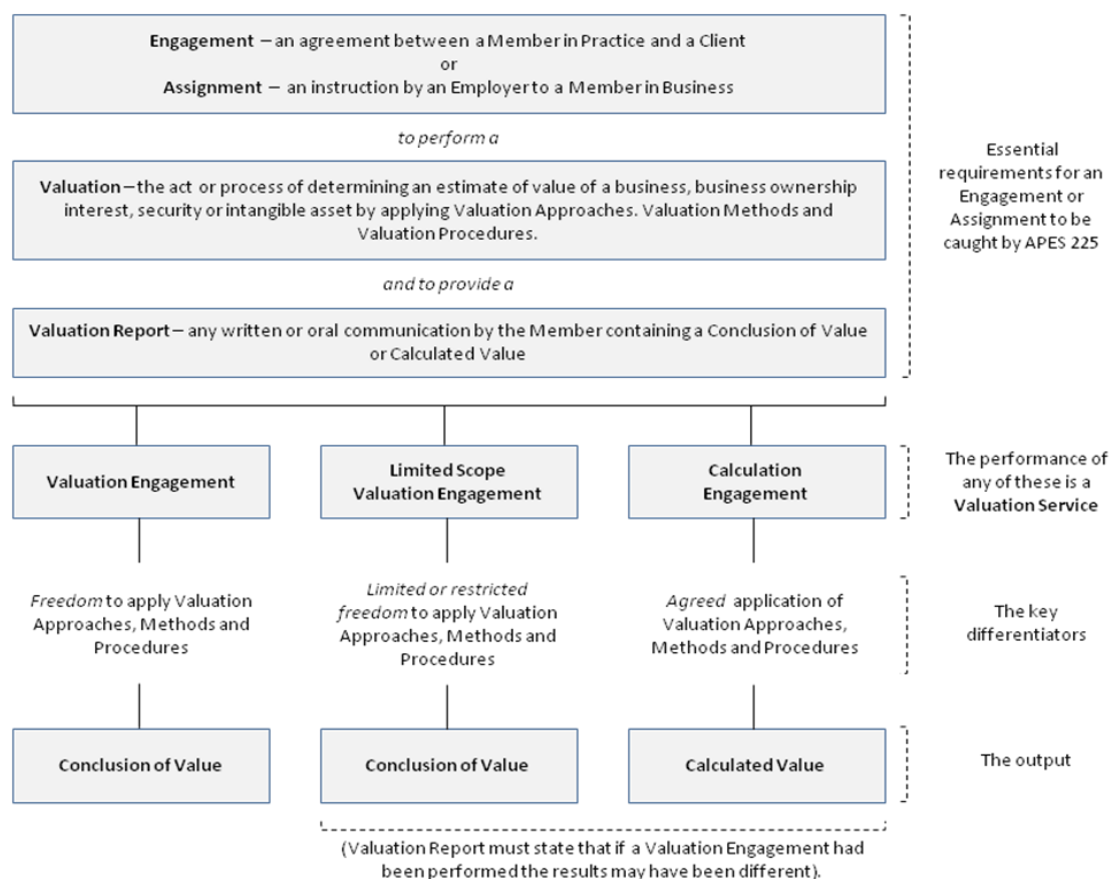 Engagement – an agreement between a Member in Practice and a Client
or
Assignment – an instruction by an Employer to a Member in Business
to perform a
Valuation – the act or process of determining an estimate of value of a business, business ownership
interest, security or intangible asset by applying Valuation Approaches. Valuation Methods and
Valuation Procedures.
and to provide a
Valuation Report – any written or oral communication by the Member containing a Conclusion of Value
or Calculated Value
Essential
requirements for an
Engagement or
Assignment to be
caught by APES 225
Valuation Engagement
Limited Scope
Valuation Engagement
Calculation
Engagement
The performance of
any of these is a
Valuation Service
Freedom to apply Valuation
Approaches, Methods and
Procedures
Limited or restricted
freedom to apply Valuation
Approaches, Methods and
Procedures
Agreed application of
Valuation Approaches,
Methods and Procedures
The key
differentiators
Conclusion of Value
Conclusion of Value
Calculated Value
The output
(Valuation Report must state that if a Valuation Engagement had
been performed the results may have been different).